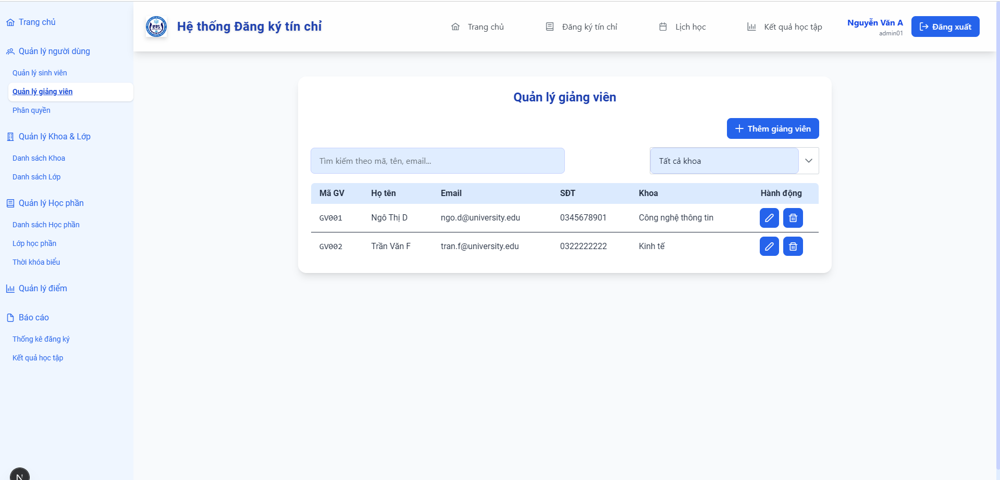 Trang chủ
Quản lý người dùng
Quản lý sinh viên
Quản lý giảng viên
Phân quyền
Quản lý Khoa & Lớp
Danh sách Khoa
Danh sách Lớp
Quản lý Học phần
Danh sách Học phần
Lớp học phần
Thời khóa biểu
Quản lý điểm
Báo cáo
Thống kê đăng ký
Kết quả học tập
Hệ thống Đăng ký tín chỉ
Trang chủ
Đăng ký tín chỉ
Lịch học
Kết quả học tập
Nguyễn Văn A
admin01
Đăng xuất
Quản lý giảng viên
Thêm giảng viên
Tìm kiếm theo mã, tên, email...
Tất cả khoa
Mã GV Họ tên Email SĐT Khoa Hành động
GV001 Ngô Thị D ngo.d@university.edu 0345678901 Công nghệ thông tin
GV002 Trần Văn F tran.f@university.edu 0322222222 Kinh tế
N